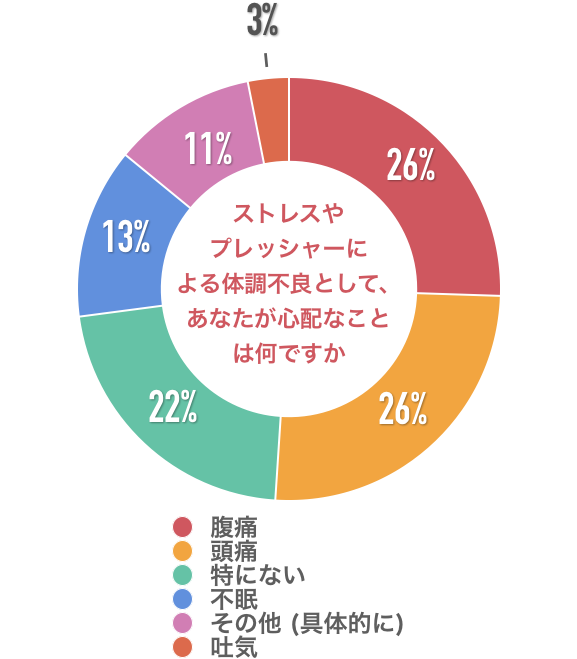 3%
26%
11%
13%
22%
26%
ストレスや
プレッシャーに
よる体調不良として、
あなたが心配なこと
は何ですか
腹痛
頭痛
特にない
不眠
その他 (具体的に)
吐気